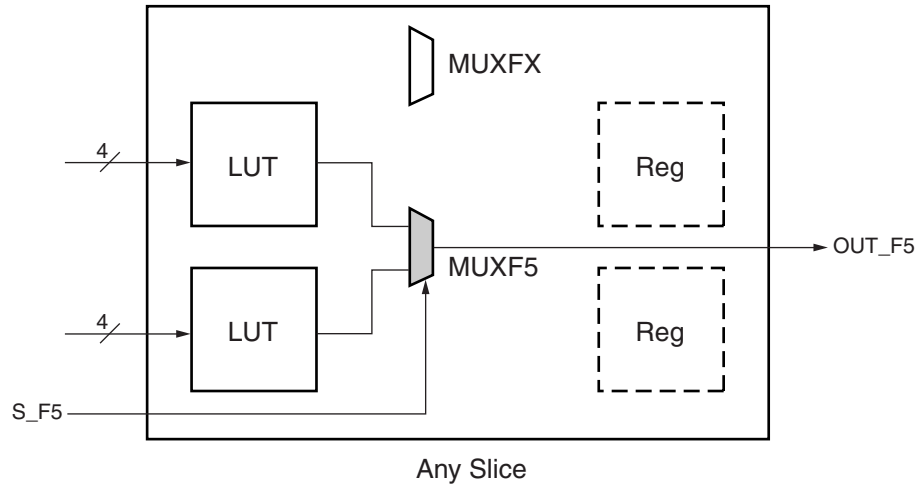 MUXFX
4
LUT
Reg
OUT_F5
MUXF5
4
LUT
Reg
S_F5
Any Slice